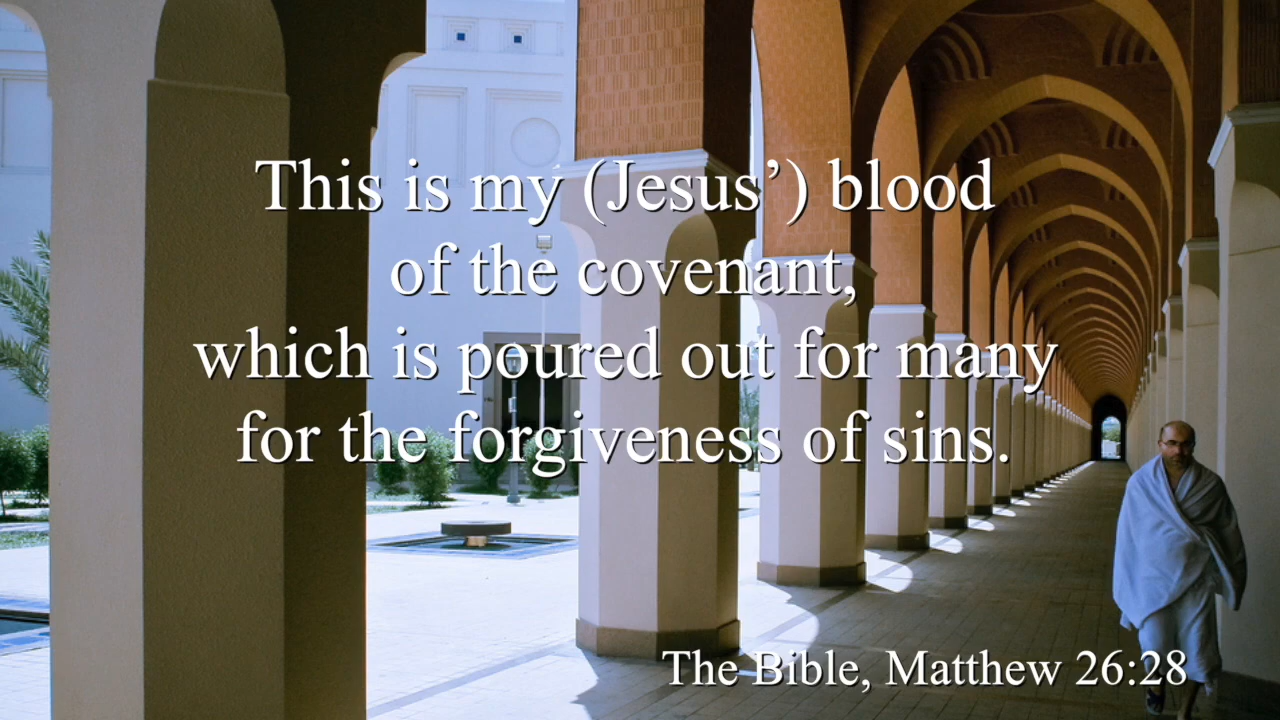 This is my (Jesus’) blood
of the covenant,
which is poured out for many
for the forgiveness of sins.
The Bible, Matthew 26:28